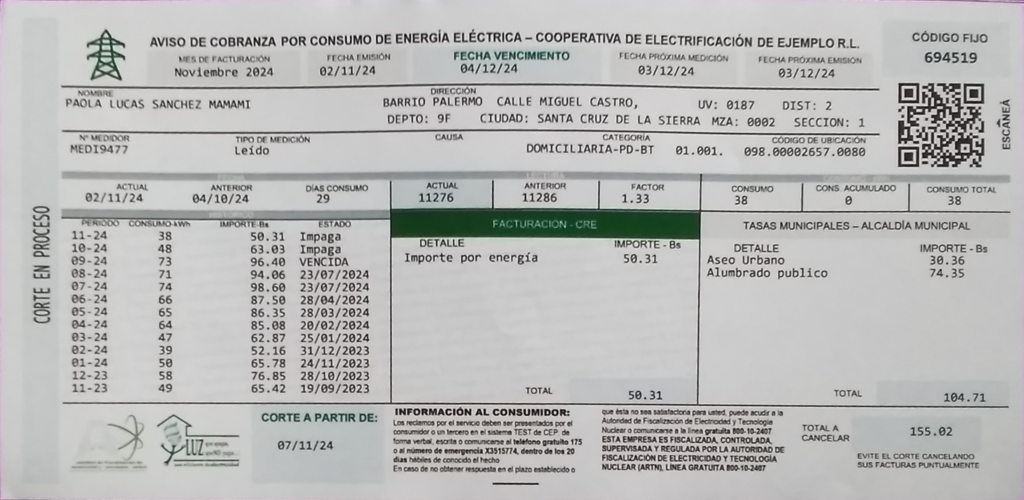 AVISO DE COBRANZA POR CONSUMO DE ENERGÍA ELÉCTRICA – COOPERATIVA DE ELECTRIFICACIÓN DE EJEMPLO R.L.
CÓDIGO FIJO
694519
MES DE FACTURACIÓN FECHA EMISIÓN FECHA VENCIMIENTO FECHA PRÓXIMA MEDICIÓN FECHA PRÓXIMA EMISIÓN
Noviembre 2024 02/11/24 04/12/24 03/12/24 03/12/24
NOMBRE DIRECCIÓN
PAOLA LUCAS SANCHEZ MAMAMI BARRIO PALERMO CALLE MIGUEL CASTRO, UV: 0187 DIST: 2
DEPTO: 9F CIUDAD: SANTA CRUZ DE LA SIERRA MZA: 0002 SECCION: 1
ESCANEÁ
Nº MEDIDOR TIPO DE MEDICIÓN CAUSA CATEGORÍA CÓDIGO DE UBICACIÓN
MEDI9477 Leído DOMICILIARIA-PD-BT 01.001. 098.00002657.0080
FECHA LECTURA
ACTUAL ANTERIOR DÍAS CONSUMO ACTUAL ANTERIOR FACTOR CONSUMO CONS. ACUMULADO CONSUMO TOTAL
02/11/24 04/10/24 29 11276 11286 1.33 38 0 38
HISTÓRICO
CORTE EN PROCESO
PERIODO CONSUMO-kWh IMPORTE-Bs ESTADO
11-24 38 50.31 Impaga
10-24 48 63.03 Impaga
09-24 73 96.40 VENCIDA
08-24 71 94.06 23/07/2024
07-24 74 98.60 23/07/2024
06-24 66 87.50 28/04/2024
05-24 65 86.35 28/03/2024
04-24 64 85.08 20/02/2024
03-24 47 62.87 25/01/2024
02-24 39 52.16 31/12/2023
01-24 50 65.78 24/11/2023
12-23 58 76.85 28/10/2023
11-23 49 65.42 19/09/2023
FACTURACIÓN - CRE
DETALLE IMPORTE - Bs
Importe por energía 50.31
TOTAL 50.31
TASAS MUNICIPALES – ALCALDÍA MUNICIPAL
DETALLE IMPORTE - Bs
Aseo Urbano 30.36
Alumbrado publico 74.35
TOTAL 104.71
LUZ
CORTE A PARTIR DE:
07/11/24
INFORMACIÓN AL CONSUMIDOR:
Los reclamos por el servicio deben ser presentados por el
consumidor o un tercero en el sistema TEST de CEP de
forma verbal, escrita o comunicarse al teléfono gratuito 175
o al número de emergencia X3515774, dentro de los 20
días hábiles de conocido el hecho
En caso de no obtener respuesta en el plazo establecido o
que ésta no sea satisfactoria para usted, puede acudir a la
Autoridad de Fiscalización de Electricidad y Tecnología
Nuclear o comunicarse a la línea gratuita 800-10-2407
ESTA EMPRESA ES FISCALIZADA, CONTROLADA,
SUPERVISADA Y REGULADA POR LA AUTORIDAD DE
FISCALIZACIÓN DE ELECTRICIDAD Y TECNOLOGÍA
NUCLEAR (ARTN), LÍNEA GRATUITA 800-10-2407
TOTAL A
CANCELAR
155.02
EVITE EL CORTE CANCELANDO
SUS FACTURAS PUNTUALMENTE